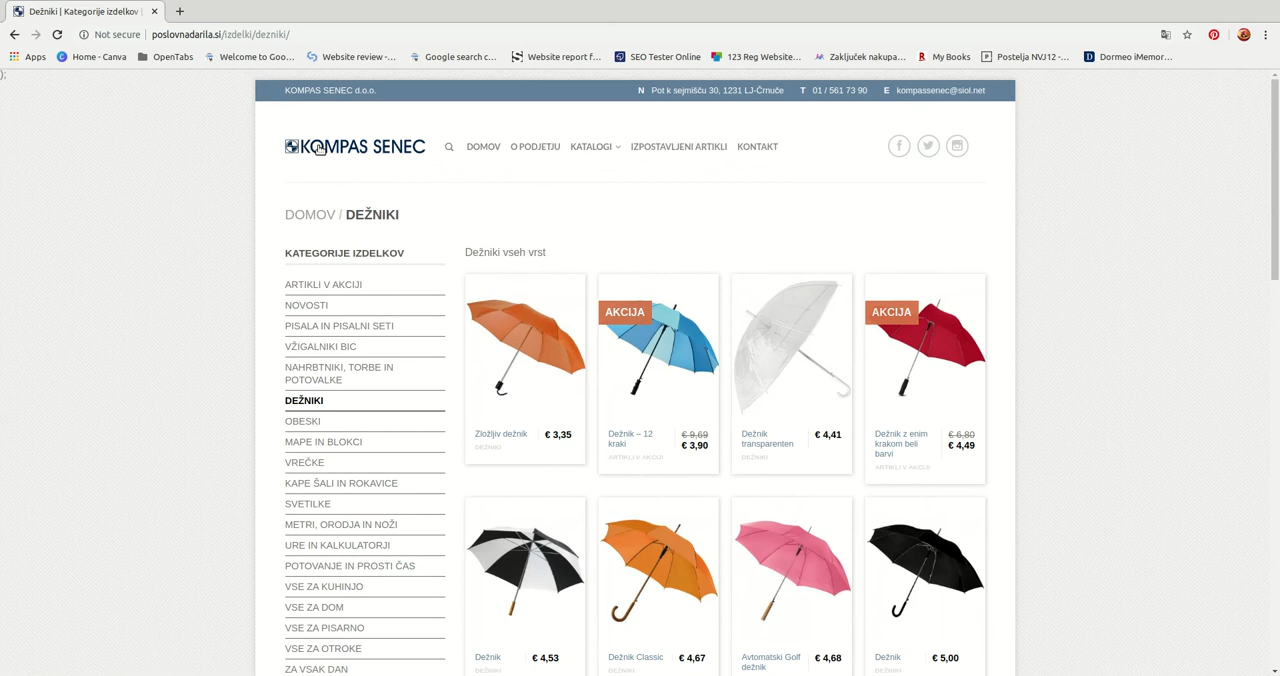 Dežniki | Kategorije izdelkov |
Not secure | poslovnadarila.si/izdelki/dezniki/
Apps Home - Canva OpenTabs Welcome to Goo... Website review -... Google search c... Website report f... SEO Tester Online 123 Reg Website... Zaključek nakupa... My Books Postelja NVJ12 -... Dormeo iMemor...
);
KOMPAS SENEC d.o.o. N Pot k sejmišču 30, 1231 LJ-Črnuče T 01 / 561 73 90 E kompassenec@siol.net
KOMPAS SENEC DOMOV O PODJETJU KATALOGI IZPOSTAVLJENI ARTIKLI KONTAKT
DOMOV / DEŽNIKI
KATEGORIJE IZDELKOV
ARTIKLI V AKCIJI
NOVOSTI
PISALA IN PISALNI SETI
VŽIGALNIKI BIC
NAHRBTNIKI, TORBE IN
POTOVALKE
DEŽNIKI
OBESKI
MAPE IN BLOKCI
VREČKE
KAPE ŠALI IN ROKAVICE
SVETILKE
METRI, ORODJA IN NOŽI
URE IN KALKULATORJI
POTOVANJE IN PROSTI ČAS
VSE ZA KUHINJO
VSE ZA DOM
VSE ZA PISARNO
VSE ZA OTROKE
ZA VSAK DAN
Dežniki vseh vrst
Zložljiv dežnik € 3,35
DEŽNIKI
AKCIJA
Dežnik – 12
kraki
€ 9,69
€ 3,90
ARTIKLI V AKCIJI
Dežnik
transparenten
€ 4,41
DEŽNIKI
AKCIJA
Dežnik z enim
krakom beli
barvi
€ 6,80
€ 4,49
ARTIKLI V AKCIJI
Dežnik € 4,53
DEŽNIKI
Dežnik Classic € 4,67
DEŽNIKI
Avtomatski Golf
dežnik
€ 4,68
Dežnik € 5,00
DEŽNIKI